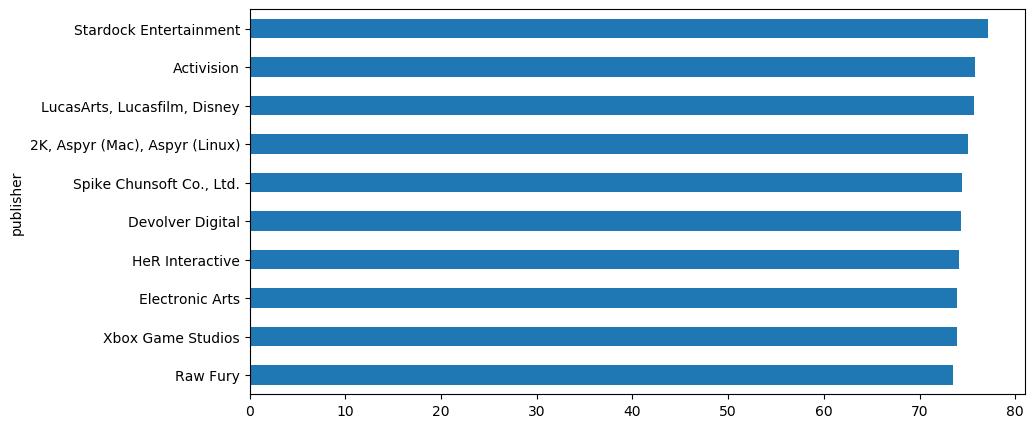 Stardock Entertainment
Activision
LucasArts, Lucasfilm, Disney
2K, Aspyr (Mac), Aspyr (Linux)
Spike Chunsoft Co., Ltd.
Devolver Digital
HeR Interactive
Electronic Arts
Xbox Game Studios
Raw Fury
publisher
0 10 20 30 40 50 60 70 80